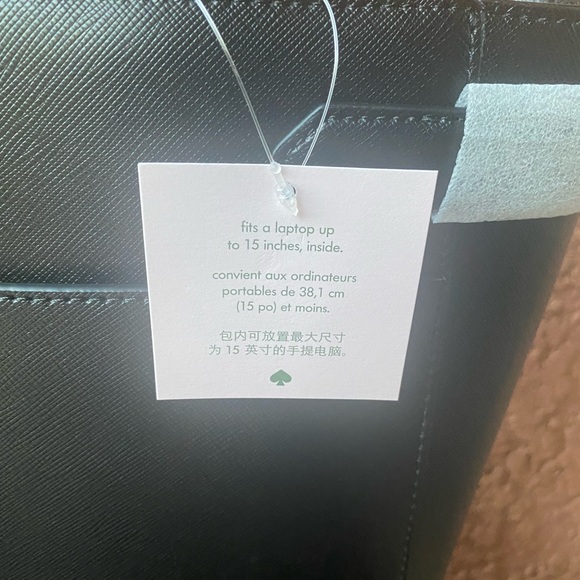 fits a laptop up
to 15 inches, inside.
convient aux ordinateurs
portables de 38,1 cm
(15 po) et moins.
包内可放置最大尺寸
为 15 英寸的手提电脑。